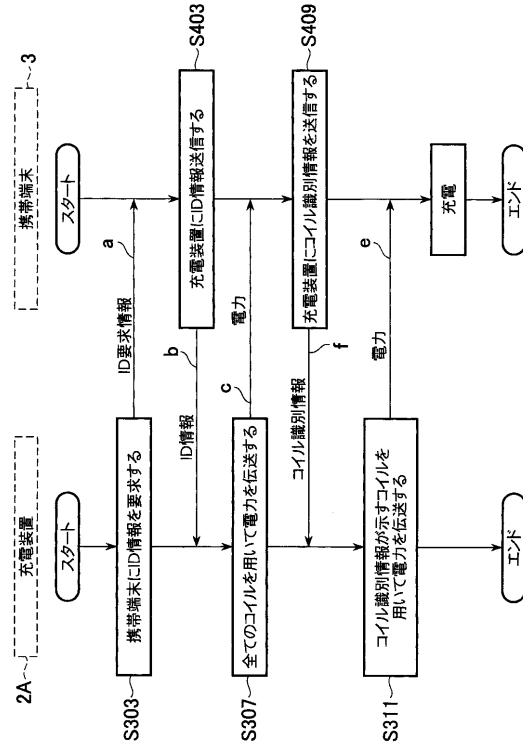 充電装置
2A
携帯端末
3
スタート
スタート
ID要求情報
a
携帯端末にID情報を要求する
S303
充電装置にID情報送信する
S403
b
ID情報
電力
c
全てのコイルを用いて電力を伝送する
S307
充電装置にコイル識別情報を送信する
S409
コイル識別情報
f
電力
e
コイル識別情報が示すコイルを
用いて電力を伝送する
S311
充電
エンド
エンド